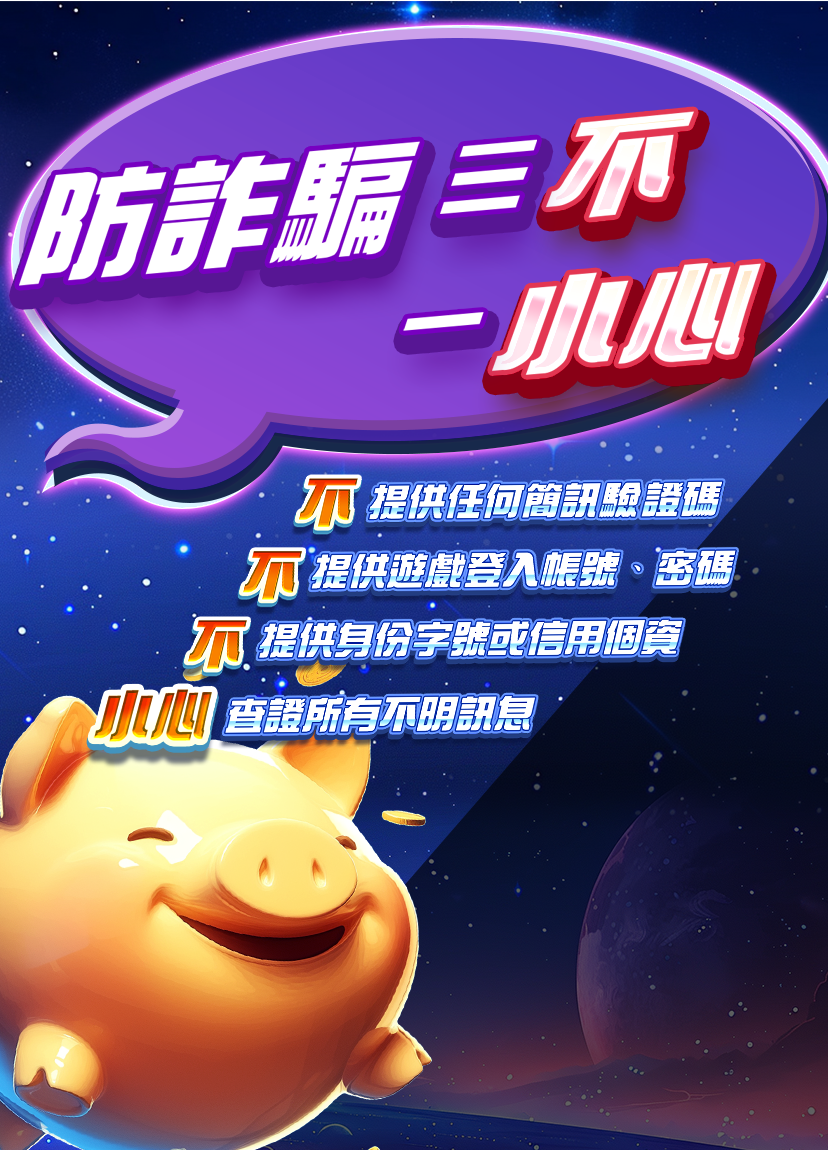 防詐騙三不
一小心
不提供任何簡訊驗證碼
不提供遊戲登入帳號、密碼
不提供身份字號或信用個資
小心查證所有不明訊息